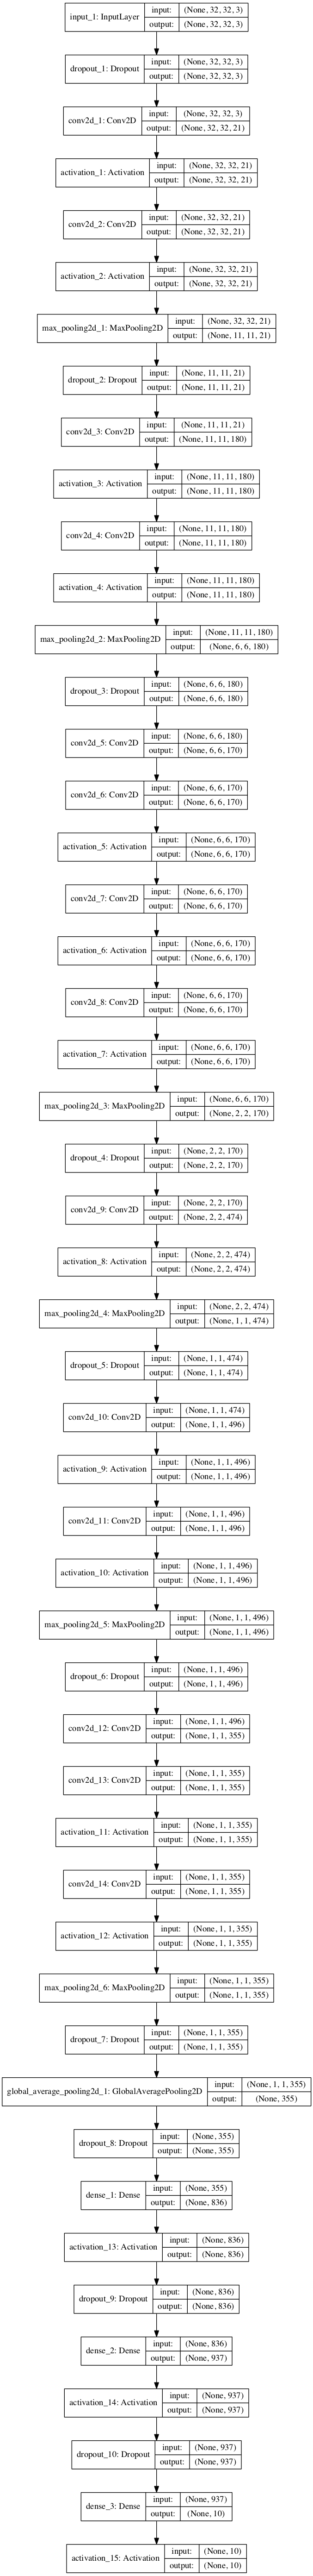 input_1: InputLayer
input: (None, 32, 32, 3)
output: (None, 32, 32, 3)
dropout_1: Dropout
input: (None, 32, 32, 3)
output: (None, 32, 32, 3)
conv2d_1: Conv2D
input: (None, 32, 32, 3)
output: (None, 32, 32, 21)
activation_1: Activation
input: (None, 32, 32, 21)
output: (None, 32, 32, 21)
conv2d_2: Conv2D
input: (None, 32, 32, 21)
output: (None, 32, 32, 21)
activation_2: Activation
input: (None, 32, 32, 21)
output: (None, 32, 32, 21)
max_pooling2d_1: MaxPooling2D
input: (None, 32, 32, 21)
output: (None, 11, 11, 21)
dropout_2: Dropout
input: (None, 11, 11, 21)
output: (None, 11, 11, 21)
conv2d_3: Conv2D
input: (None, 11, 11, 21)
output: (None, 11, 11, 180)
activation_3: Activation
input: (None, 11, 11, 180)
output: (None, 11, 11, 180)
conv2d_4: Conv2D
input: (None, 11, 11, 180)
output: (None, 11, 11, 180)
activation_4: Activation
input: (None, 11, 11, 180)
output: (None, 11, 11, 180)
max_pooling2d_2: MaxPooling2D
input: (None, 11, 11, 180)
output: (None, 6, 6, 180)
dropout_3: Dropout
input: (None, 6, 6, 180)
output: (None, 6, 6, 180)
conv2d_5: Conv2D
input: (None, 6, 6, 180)
output: (None, 6, 6, 170)
conv2d_6: Conv2D
input: (None, 6, 6, 170)
output: (None, 6, 6, 170)
activation_5: Activation
input: (None, 6, 6, 170)
output: (None, 6, 6, 170)
conv2d_7: Conv2D
input: (None, 6, 6, 170)
output: (None, 6, 6, 170)
activation_6: Activation
input: (None, 6, 6, 170)
output: (None, 6, 6, 170)
conv2d_8: Conv2D
input: (None, 6, 6, 170)
output: (None, 6, 6, 170)
activation_7: Activation
input: (None, 6, 6, 170)
output: (None, 6, 6, 170)
max_pooling2d_3: MaxPooling2D
input: (None, 6, 6, 170)
output: (None, 2, 2, 170)
dropout_4: Dropout
input: (None, 2, 2, 170)
output: (None, 2, 2, 170)
conv2d_9: Conv2D
input: (None, 2, 2, 170)
output: (None, 2, 2, 474)
activation_8: Activation
input: (None, 2, 2, 474)
output: (None, 2, 2, 474)
max_pooling2d_4: MaxPooling2D
input: (None, 2, 2, 474)
output: (None, 1, 1, 474)
dropout_5: Dropout
input: (None, 1, 1, 474)
output: (None, 1, 1, 474)
conv2d_10: Conv2D
input: (None, 1, 1, 474)
output: (None, 1, 1, 496)
activation_9: Activation
input: (None, 1, 1, 496)
output: (None, 1, 1, 496)
conv2d_11: Conv2D
input: (None, 1, 1, 496)
output: (None, 1, 1, 496)
activation_10: Activation
input: (None, 1, 1, 496)
output: (None, 1, 1, 496)
max_pooling2d_5: MaxPooling2D
input: (None, 1, 1, 496)
output: (None, 1, 1, 496)
dropout_6: Dropout
input: (None, 1, 1, 496)
output: (None, 1, 1, 496)
conv2d_12: Conv2D
input: (None, 1, 1, 496)
output: (None, 1, 1, 355)
conv2d_13: Conv2D
input: (None, 1, 1, 355)
output: (None, 1, 1, 355)
activation_11: Activation
input: (None, 1, 1, 355)
output: (None, 1, 1, 355)
conv2d_14: Conv2D
input: (None, 1, 1, 355)
output: (None, 1, 1, 355)
activation_12: Activation
input: (None, 1, 1, 355)
output: (None, 1, 1, 355)
max_pooling2d_6: MaxPooling2D
input: (None, 1, 1, 355)
output: (None, 1, 1, 355)
dropout_7: Dropout
input: (None, 1, 1, 355)
output: (None, 1, 1, 355)
global_average_pooling2d_1: GlobalAveragePooling2D
input: (None, 1, 1, 355)
output: (None, 355)
dropout_8: Dropout
input: (None, 355)
output: (None, 355)
dense_1: Dense
input: (None, 355)
output: (None, 836)
activation_13: Activation
input: (None, 836)
output: (None, 836)
dropout_9: Dropout
input: (None, 836)
output: (None, 836)
dense_2: Dense
input: (None, 836)
output: (None, 937)
activation_14: Activation
input: (None, 937)
output: (None, 937)
dropout_10: Dropout
input: (None, 937)
output: (None, 937)
dense_3: Dense
input: (None, 937)
output: (None, 10)
activation_15: Activation
input: (None, 10)
output: (None, 10)